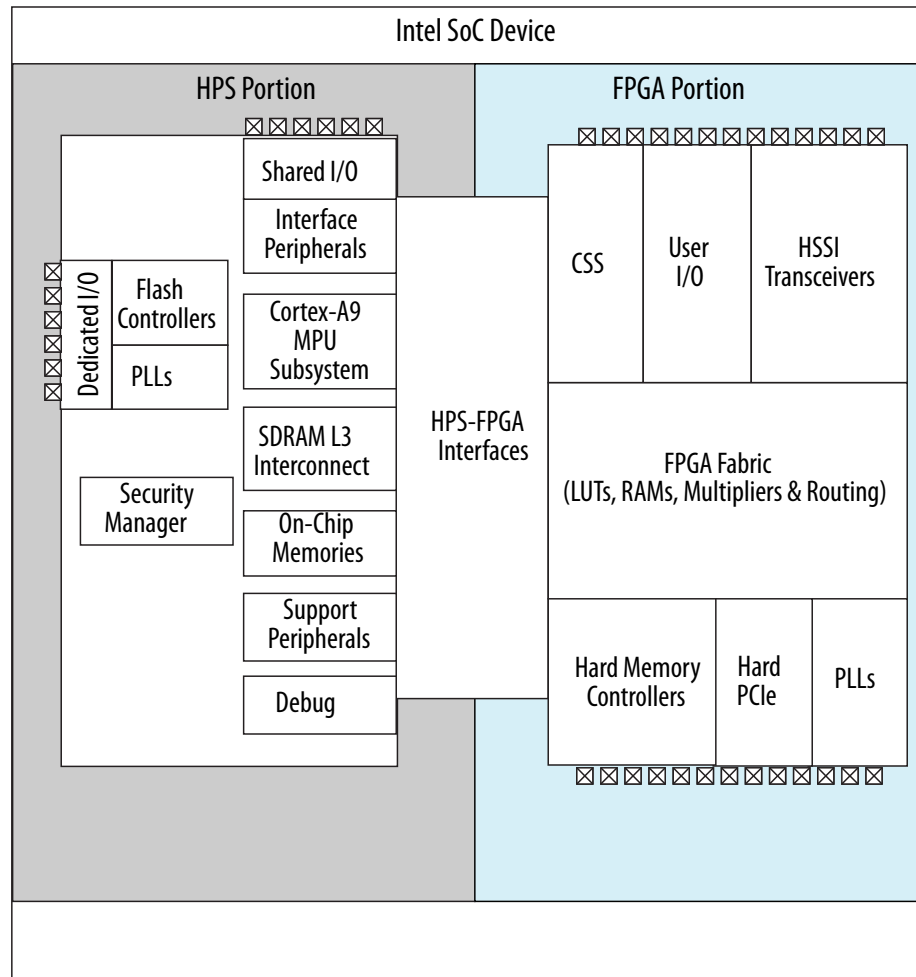 Intel SoC Device
HPS Portion
FPGA Portion
Shared I/O
Interface
Peripherals
Dedicated I/O
Flash
Controllers
PLLs
Cortex-A9
MPU
Subsystem
SDRAM L3
Interconnect
Security
Manager
On-Chip
Memories
Support
Peripherals
Debug
HPS-FPGA
Interfaces
CSS
User
I/O
HSSI
Transceivers
FPGA Fabric
(LUTs, RAMs, Multipliers & Routing)
Hard Memory
Controllers
Hard
PCIe
PLLs